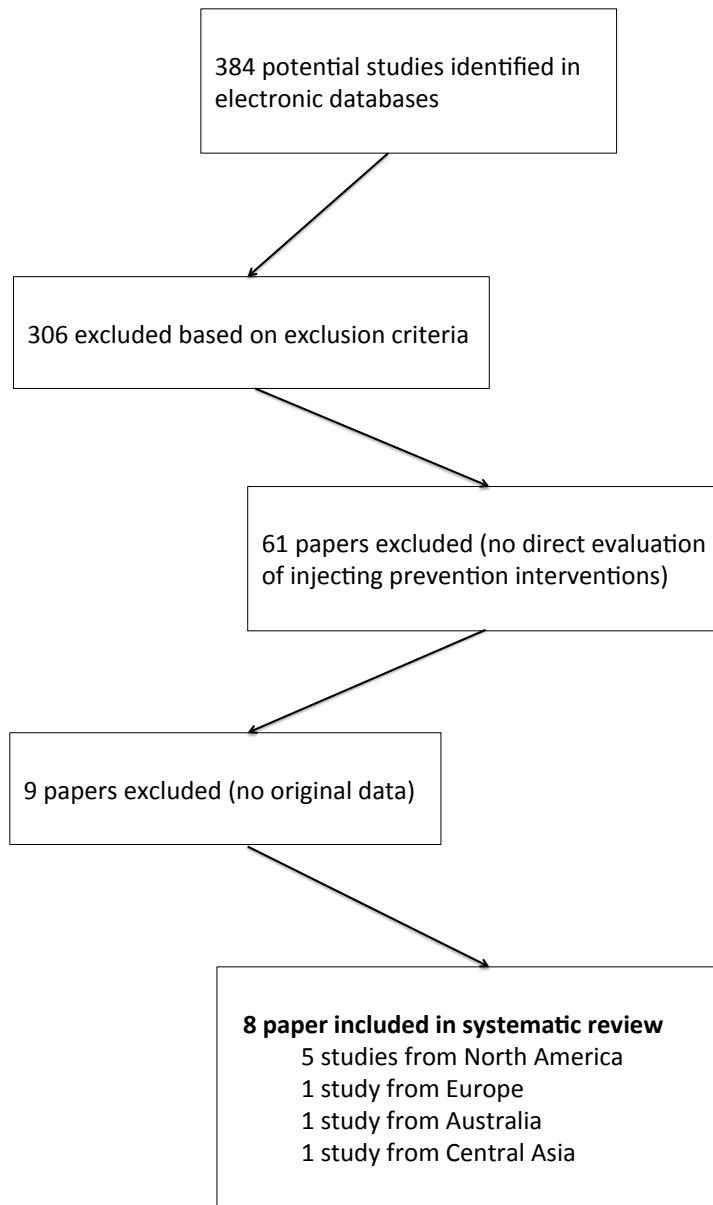 384 potential studies identified in
electronic databases
306 excluded based on exclusion criteria
61 papers excluded (no direct evaluation
of injecting prevention interventions)
9 papers excluded (no original data)
8 paper included in systematic review
5 studies from North America
1 study from Europe
1 study from Australia
1 study from Central Asia